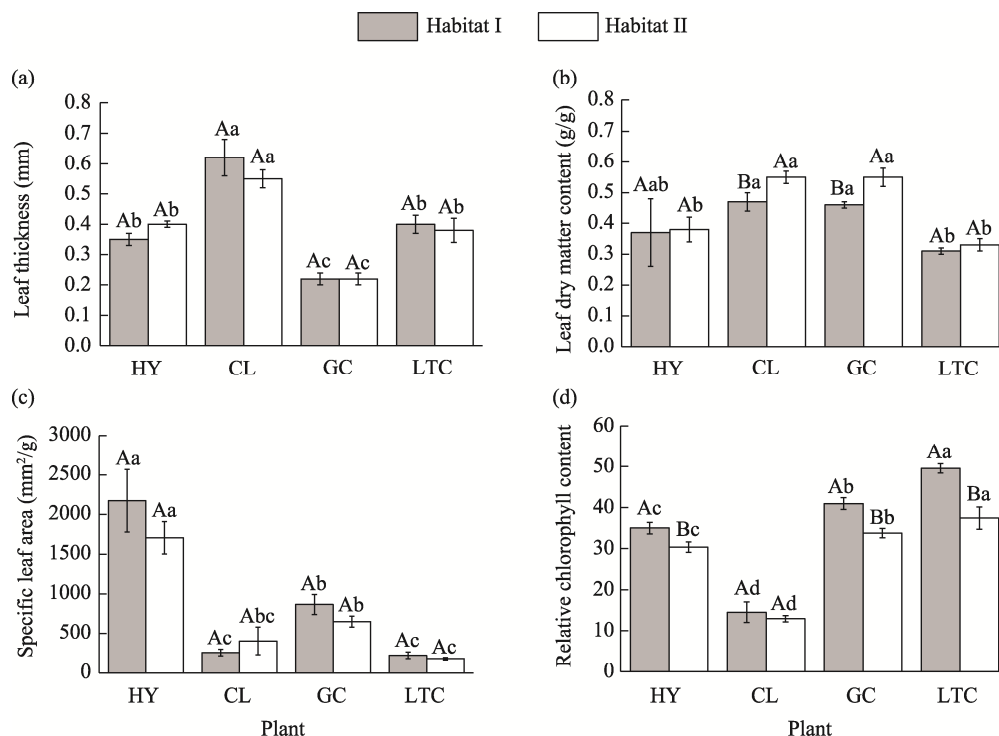 Habitat I Habitat II
(a)
Leaf thickness (mm)
0.8
0.7
0.6
0.5
0.4
0.3
0.2
0.1
0.0
Ab Ab Aa Aa Ac Ac Ab Ab
HY CL GC LTC
(b)
Leaf dry matter content (g/g)
0.8
0.7
0.6
0.5
0.4
0.3
0.2
0.1
0.0
Aab Ab Ba Aa Ba Aa Ab Ab
HY CL GC LTC
(c)
Specific leaf area (mm²/g)
3000
2500
2000
1500
1000
500
0
Aa Aa Ac Abc Ab Ab Ac Ac
HY CL GC LTC
Plant
(d)
Relative chlorophyll content
60
50
40
30
20
10
0
Ac Bc Ad Ad Ab Bb Aa Ba
HY CL GC LTC
Plant